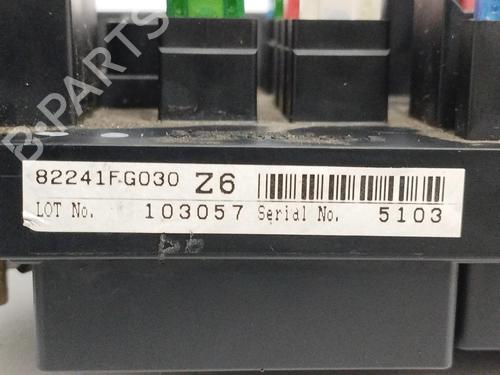 B-PARTS
82241FG030 Z6
LOT No. 103057 Serial No. 5103